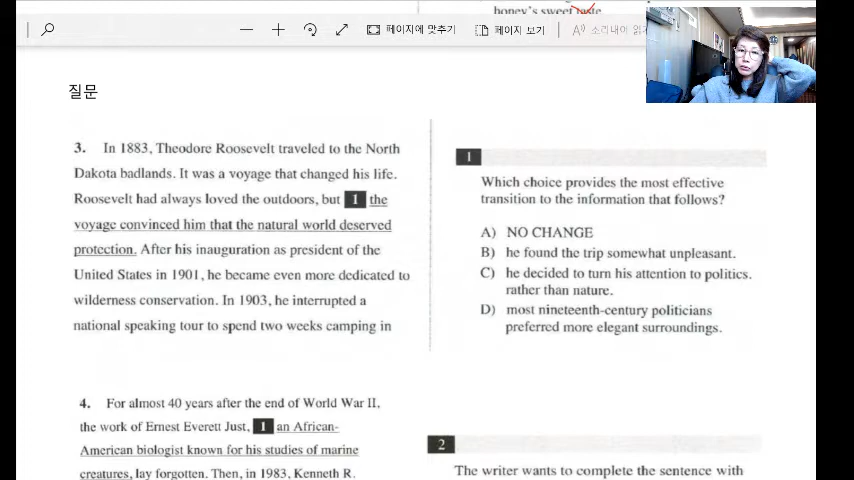 honey's sweet taste
페이지에 맞추기
페이지 보기
소리내어 읽
질문
3. In 1883, Theodore Roosevelt traveled to the North
Dakota badlands. It was a voyage that changed his life.
Roosevelt had always loved the outdoors, but 1 the
voyage convinced him that the natural world deserved
protection. After his inauguration as president of the
United States in 1901, he became even more dedicated to
wilderness conservation. In 1903, he interrupted a
national speaking tour to spend two weeks camping in
1
Which choice provides the most effective
transition to the information that follows?
A) NO CHANGE
B) he found the trip somewhat unpleasant.
C) he decided to turn his attention to politics.
rather than nature.
D) most nineteenth-century politicians
preferred more elegant surroundings.
4. For almost 40 years after the end of World War II,
the work of Ernest Everett Just, 1 an African-
American biologist known for his studies of marine
creatures, lay forgotten. Then, in 1983, Kenneth R.
2
The writer wants to complete the sentence with